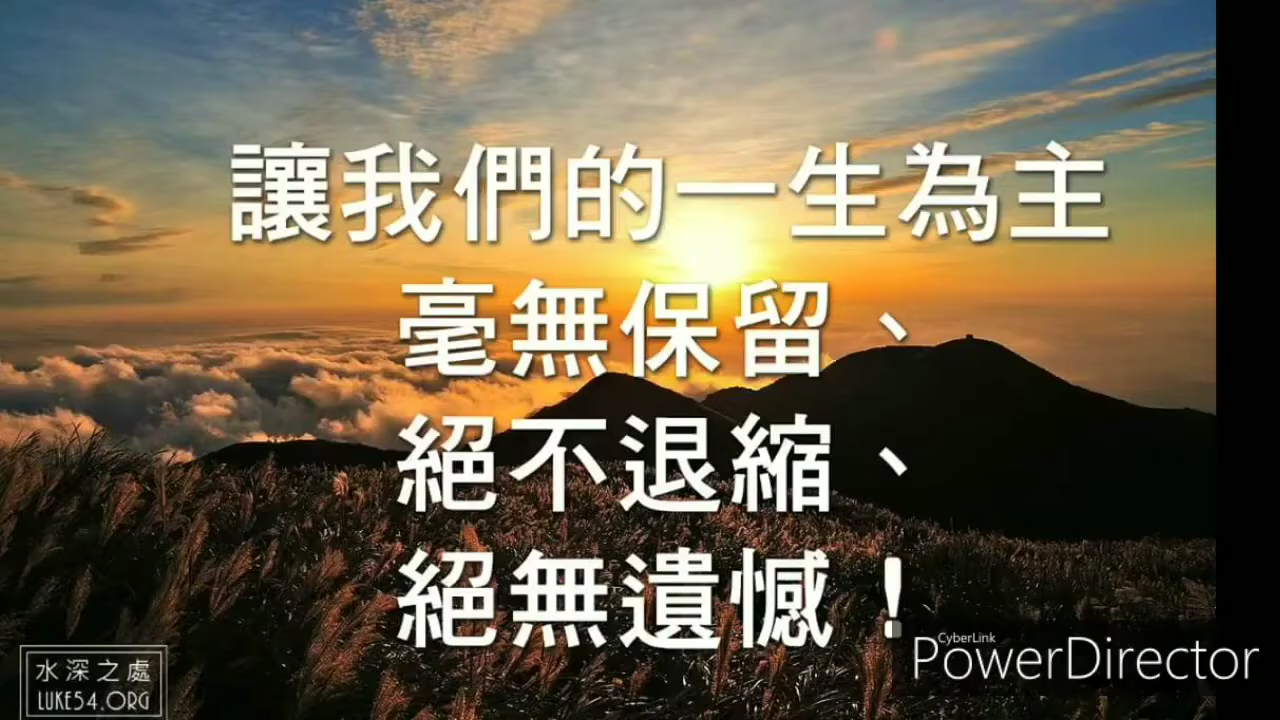 讓我們的一生為主
毫無保留、
絕不退縮、
絕無遺憾！
CyberLink
PowerDirector
水深之處
LUKE54.ORG